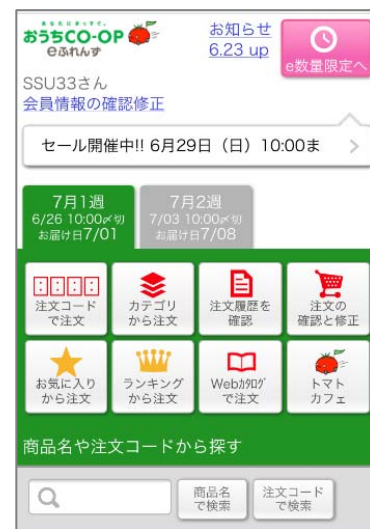 あなたにまっすぐ。
おうちCO-OP
eふれんず
お知らせ
6.23 up
e数量限定へ
SSU33さん
会員情報の確認修正
セール開催中!! 6月29日（日）10:00ま
7月1週
6/26 10:00〆切
お届け日7/01
7月2週
7/03 10:00〆切
お届け日7/08
注文コード
で注文
カテゴリ
から注文
注文履歴を
確認
注文の
確認と修正
お気に入り
から注文
ランキング
から注文
Webカタログ
で注文
トマト
カフェ
商品名や注文コードから探す
商品名
で検索
注文コード
で検索